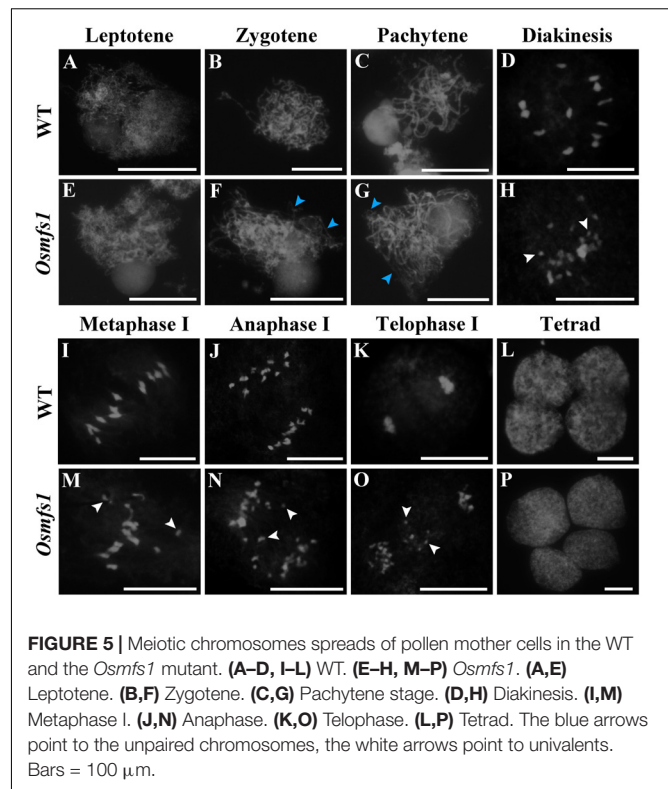 Leptotene Zygotene Pachytene Diakinesis
WT
A B C D
Osmfs1
E F G H
Metaphase I Anaphase I Telophase I Tetrad
WT
I J K L
Osmfs1
M N O P
FIGURE 5 | Meiotic chromosomes spreads of pollen mother cells in the WT
and the Osmfs1 mutant. (A–D, I–L) WT. (E–H, M–P) Osmfs1. (A,E)
Leptotene. (B,F) Zygotene. (C,G) Pachytene stage. (D,H) Diakinesis. (I,M)
Metaphase I. (J,N) Anaphase. (K,O) Telophase. (L,P) Tetrad. The blue arrows
point to the unpaired chromosomes, the white arrows point to univalents.
Bars = 100 μm.